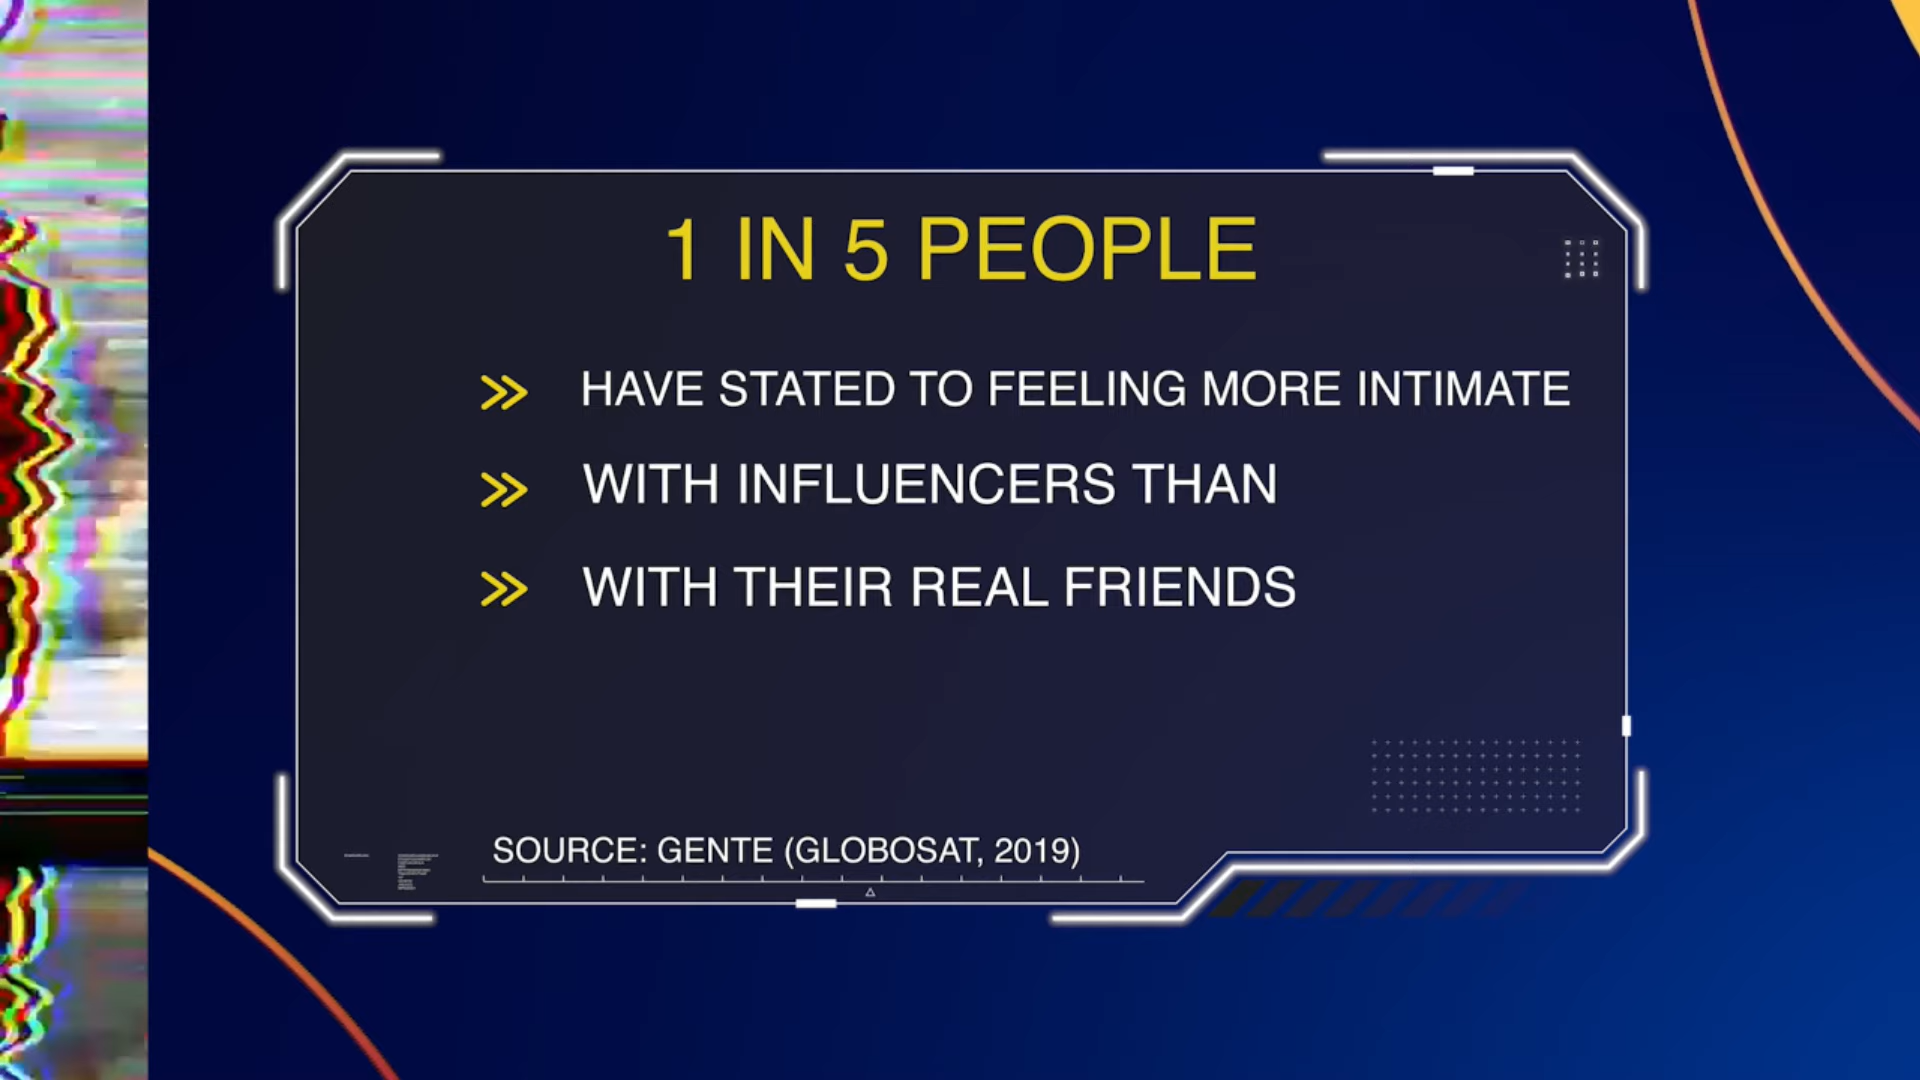 1 IN 5 PEOPLE
HAVE STATED TO FEELING MORE INTIMATE
WITH INFLUENCERS THAN
WITH THEIR REAL FRIENDS
SOURCE: GENTE (GLOBOSAT, 2019)